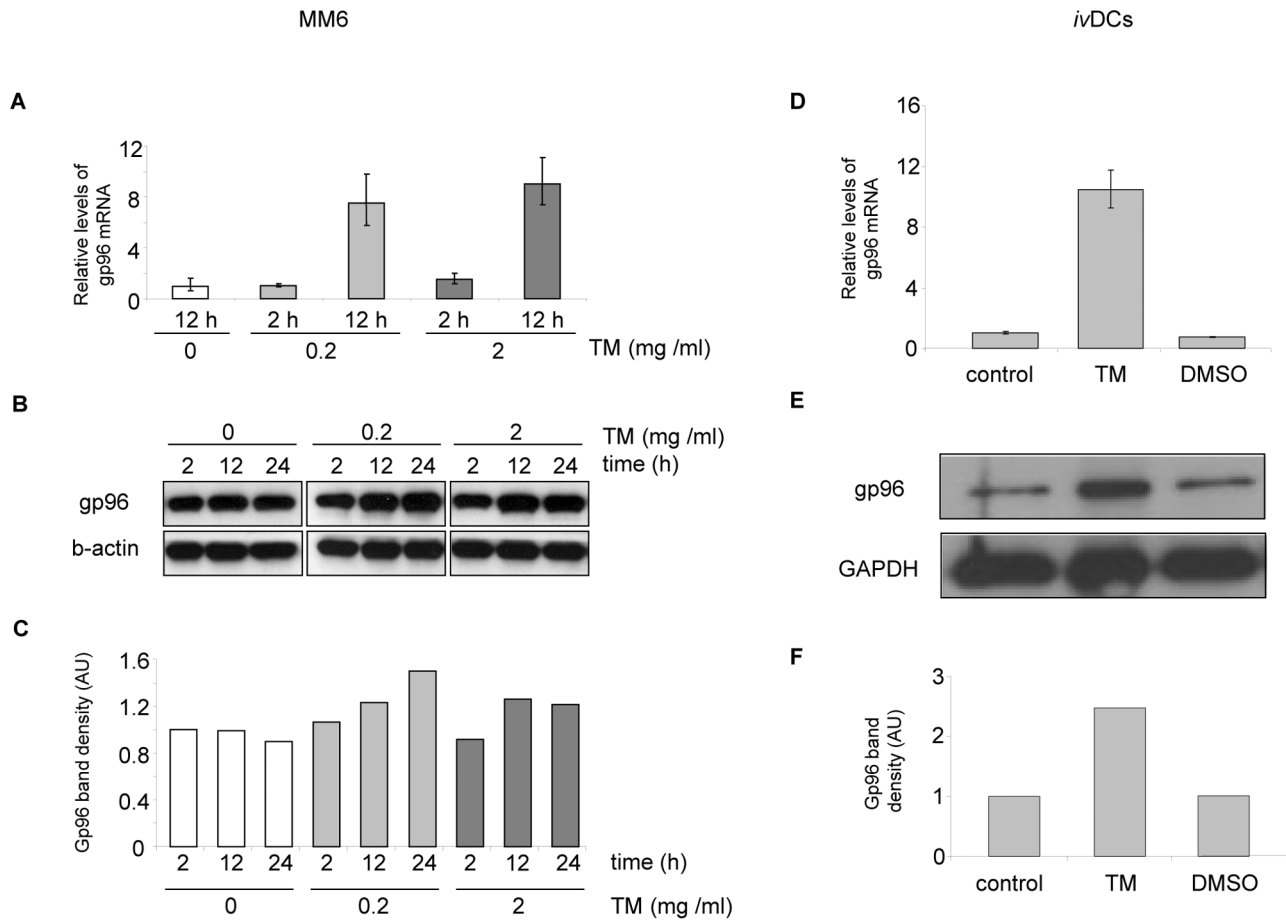 MM6
ivDCs
A
Relative levels of
gp96 mRNA
12
8
4
0
12 h 2 h 12 h 2 h 12 h
0 0.2 2 TM (mg /ml)
B
0 0.2 2 TM (mg /ml)
2 12 24 2 12 24 2 12 24 time (h)
gp96
b-actin
C
Gp96 band density (AU)
1.6
1.2
0.8
0.4
0
2 12 24 2 12 24 2 12 24 time (h)
0 0.2 2 TM (mg /ml)
D
Relative levels of
gp96 mRNA
16
12
8
4
0
control TM DMSO
E
gp96
GAPDH
F
Gp96 band
density (AU)
3
2
1
0
control TM DMSO